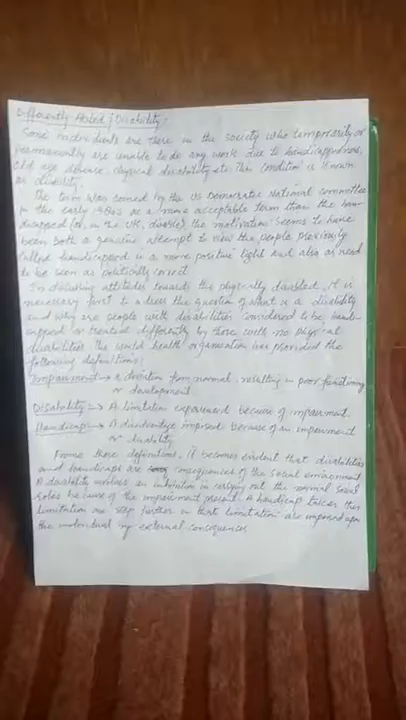 Differently Abled / Disability:
Some individuals are there in the society who temporarily or
permanently are unable to do any work due to handicappedness,
old age disease, physical disability etc. The condition is known
as disability.
The term was coined by the US Democratic National Committee
in the early 1980s as a more acceptable term than the han-
dicapped (or, in the UK, disabled) the motivation seems to have
been both a genuine attempt to view the people previously
called handicapped in a more positive light and also a need
to be seen as politically correct
In discussing attitudes towards the physically disabled, it is
necessary first to address the question of what is a disability
and why are people with disabilities considered to be handi-
capped or treated differently by those with no physical
disabilities. The world health organisation has provided the
following definitions:
Impairment → a deviation from normal resulting in poor functioning
or development
Disability → A limitation experienced because of impairment.
Handicap → A disadvantage imposed because of an impairment
or disability
From these definitions, it becomes evident that disabilities
and handicaps are consequences of the social environment
A disability involves a limitation in carrying out the normal social
roles because of the impairment present. A handicap takes this
limitation one step further in that limitation are imposed upon
the individual by external consequences